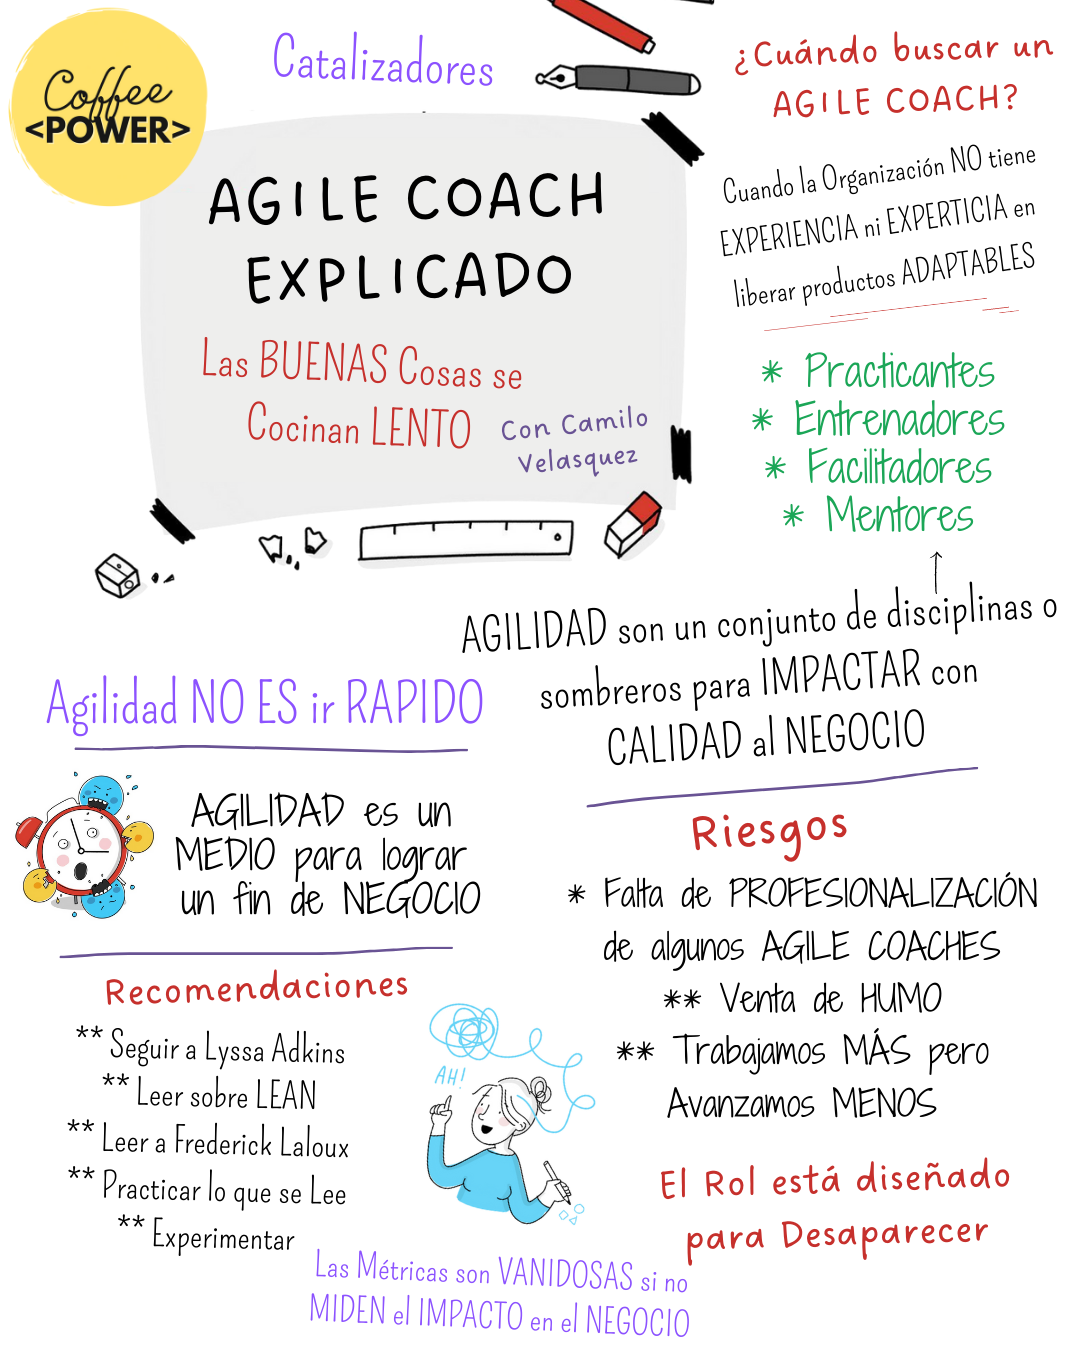 Coffee
<POWER>
Catalizadores
AGILE COACH
EXPLICADO
Las BUENAS Cosas se
Cocinan LENTO
Con Camilo
Velasquez
¿Cuándo buscar un
AGILE COACH?
Cuando la Organización NO tiene
EXPERIENCIA ni EXPERTICIA en
liberar productos ADAPTABLES
* Practicantes
* Entrenadores
* Facilitadores
* Mentores
AGILIDAD son un conjunto de disciplinas o
sombreros para IMPACTAR con
CALIDAD al NEGOCIO
Agilidad NO ES ir RAPIDO
AGILIDAD es un
MEDIO para lograr
un fin de NEGOCIO
Riesgos
* Falta de PROFESIONALIZACIÓN
de algunos AGILE COACHES
** Venta de HUMO
** Trabajamos MÁS pero
Avanzamos MENOS
Recomendaciones
** Seguir a Lyssa Adkins
** Leer sobre LEAN
** Leer a Frederick Laloux
** Practicar lo que se Lee
** Experimentar
AH!
El Rol está diseñado
para Desaparecer
Las Métricas son VANIDOSAS si no
MIDEN el IMPACTO en el NEGOCIO